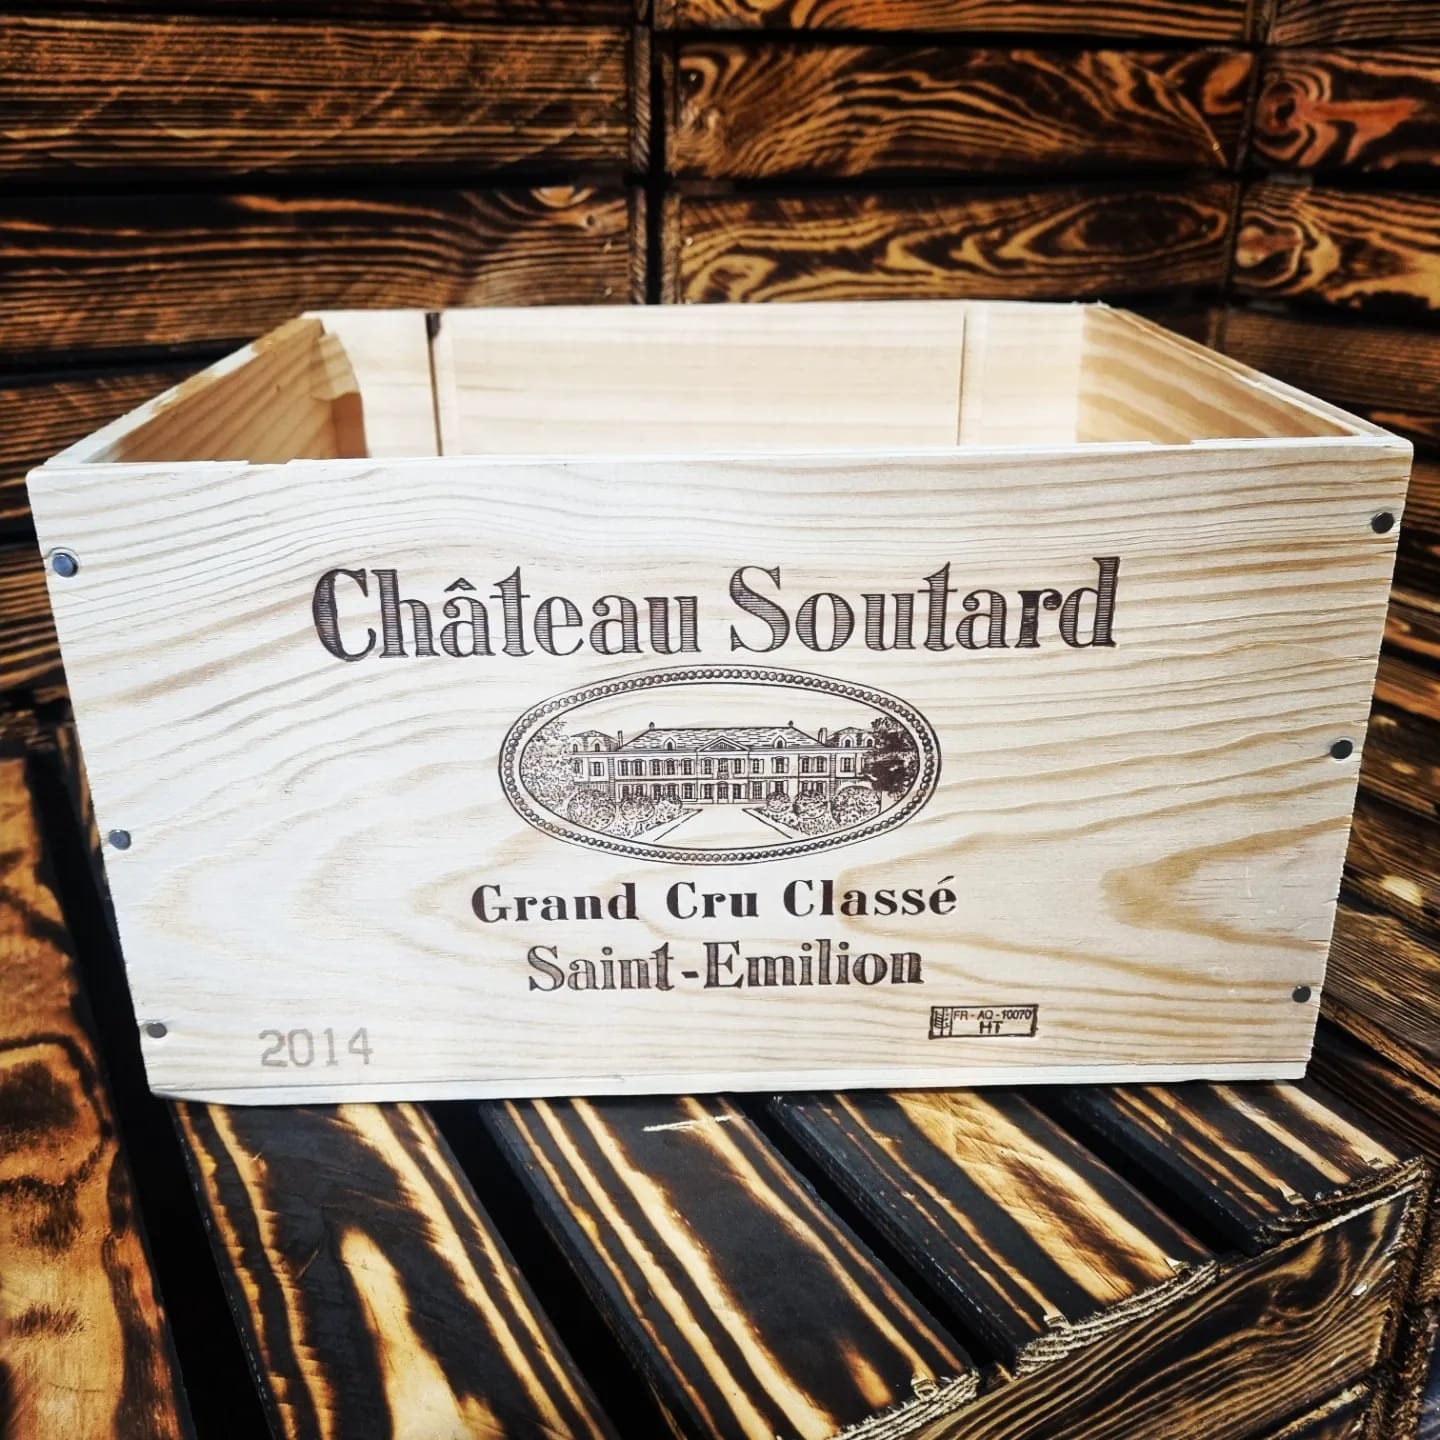 Château Soutard
Grand Cru Classé
Saint-Emilion
FR - AQ - 10070
HT
2014